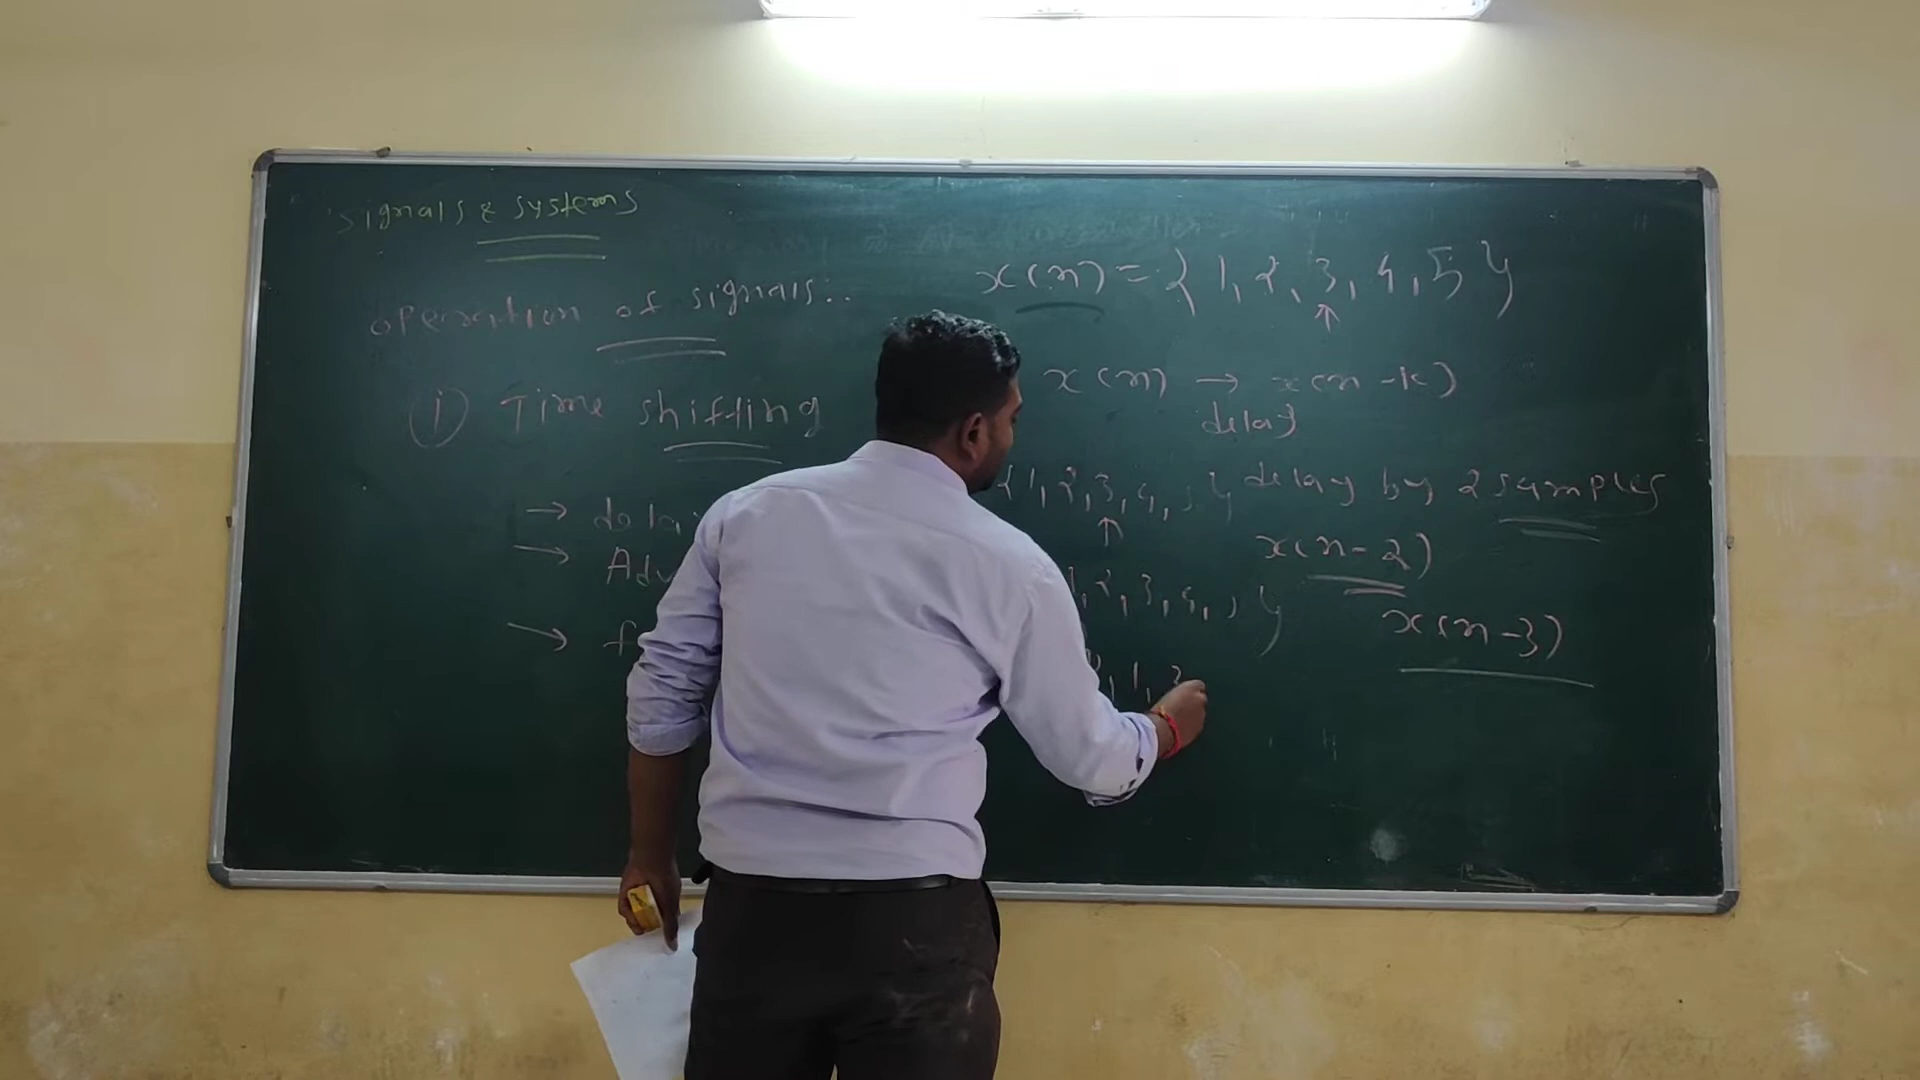 signals & systems
operation of signals:.
(i) Time shifting
→ dela
→ Adv
→ f
x(n) = { 1, 2, 3, 4, 5 }
↑
x(n) → x(n-k)
delay
{ 1, 2, 3, 4, 5 } delay by 2 samples
↑
x(n-2)
1, 2, 3, 4, 5 }
x(n-3)
, 1, 2